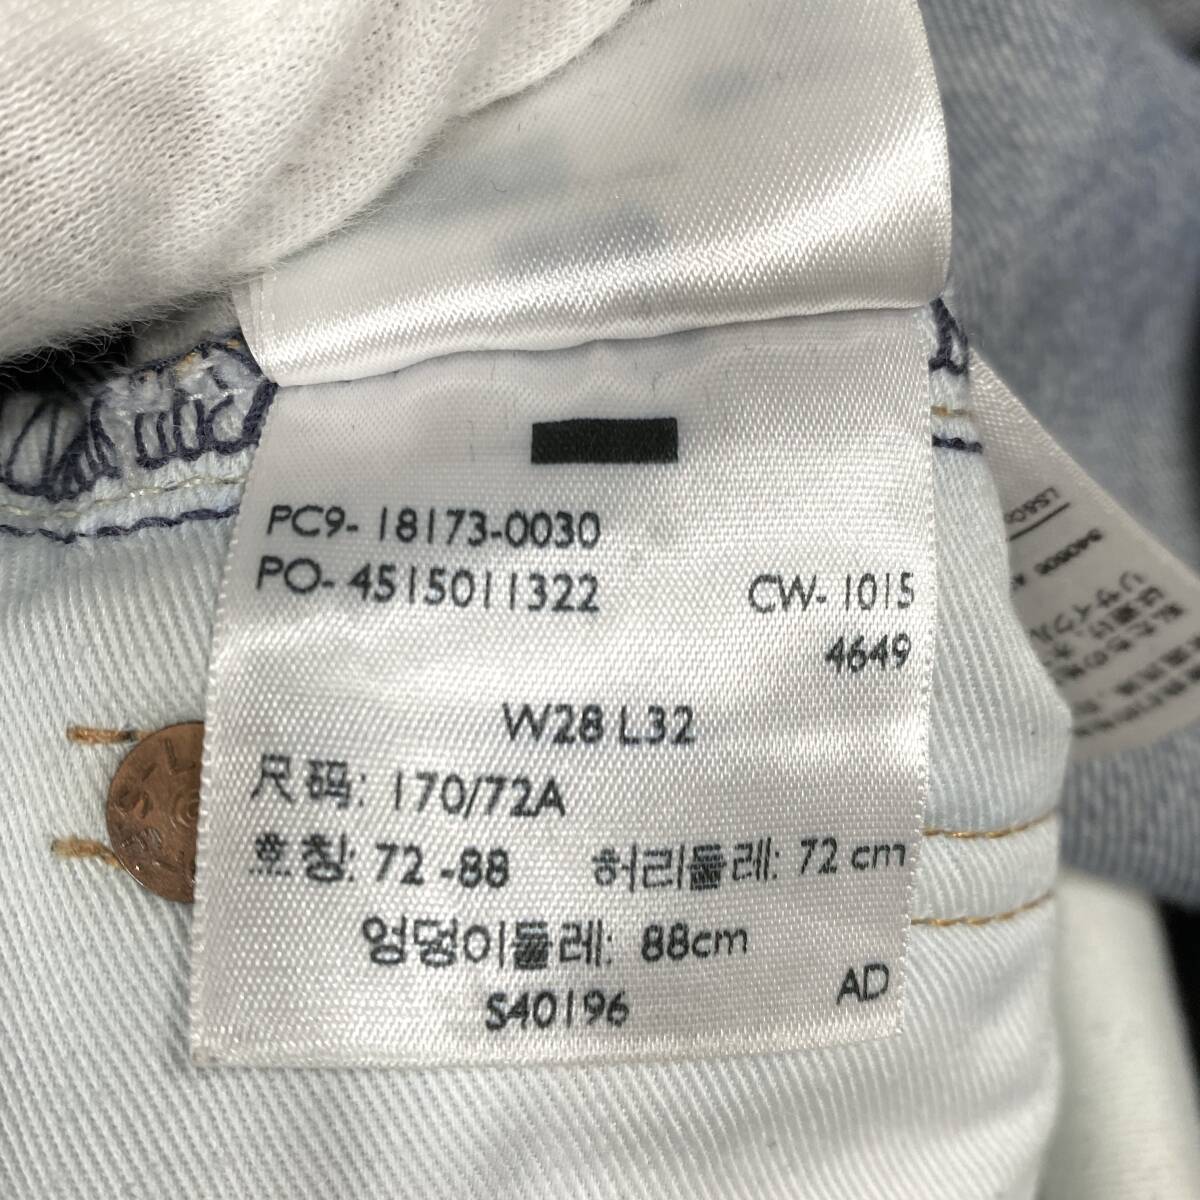 PC9- 18173-0030
PO- 4515011322 CW- 1015
4649
W28 L32
尺码: 170/72A
호칭: 72 -88 허리둘레: 72 cm
엉덩이둘레: 88cm
S40196 AD